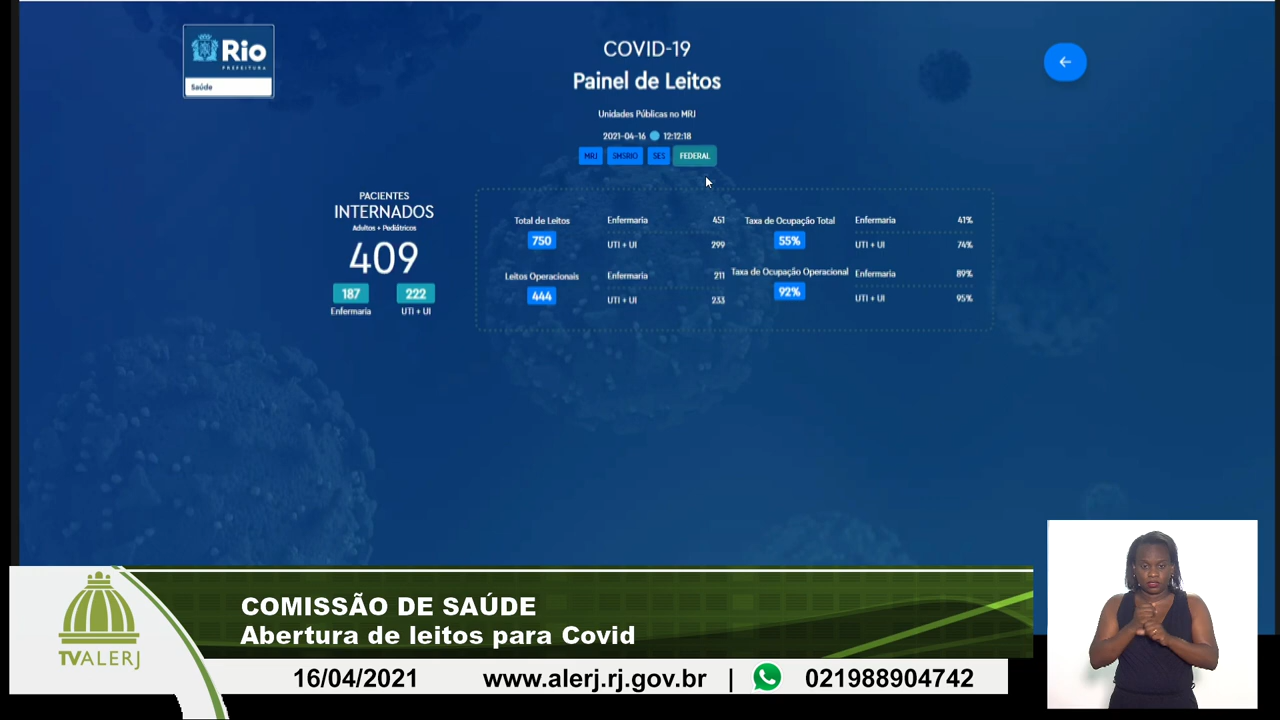 Rio
PREFEITURA
Saúde
COVID-19
Painel de Leitos
Unidades Públicas no MRJ
2021-04-16 12:12:18
MRJ SMSRIO SES FEDERAL
PACIENTES
INTERNADOS
Adultos + Pediátricos
409
187 222
Enfermaria UTI + UI
Total de Leitos
750
Enfermaria 451
UTI + UI 299
Taxa de Ocupação Total
55%
Enfermaria 41%
UTI + UI 74%
Leitos Operacionais
444
Enfermaria 211
UTI + UI 233
Taxa de Ocupação Operacional
92%
Enfermaria 89%
UTI + UI 95%
COMISSÃO DE SAÚDE
Abertura de leitos para Covid
TVALERJ
16/04/2021 www.alerj.rj.gov.br | 021988904742